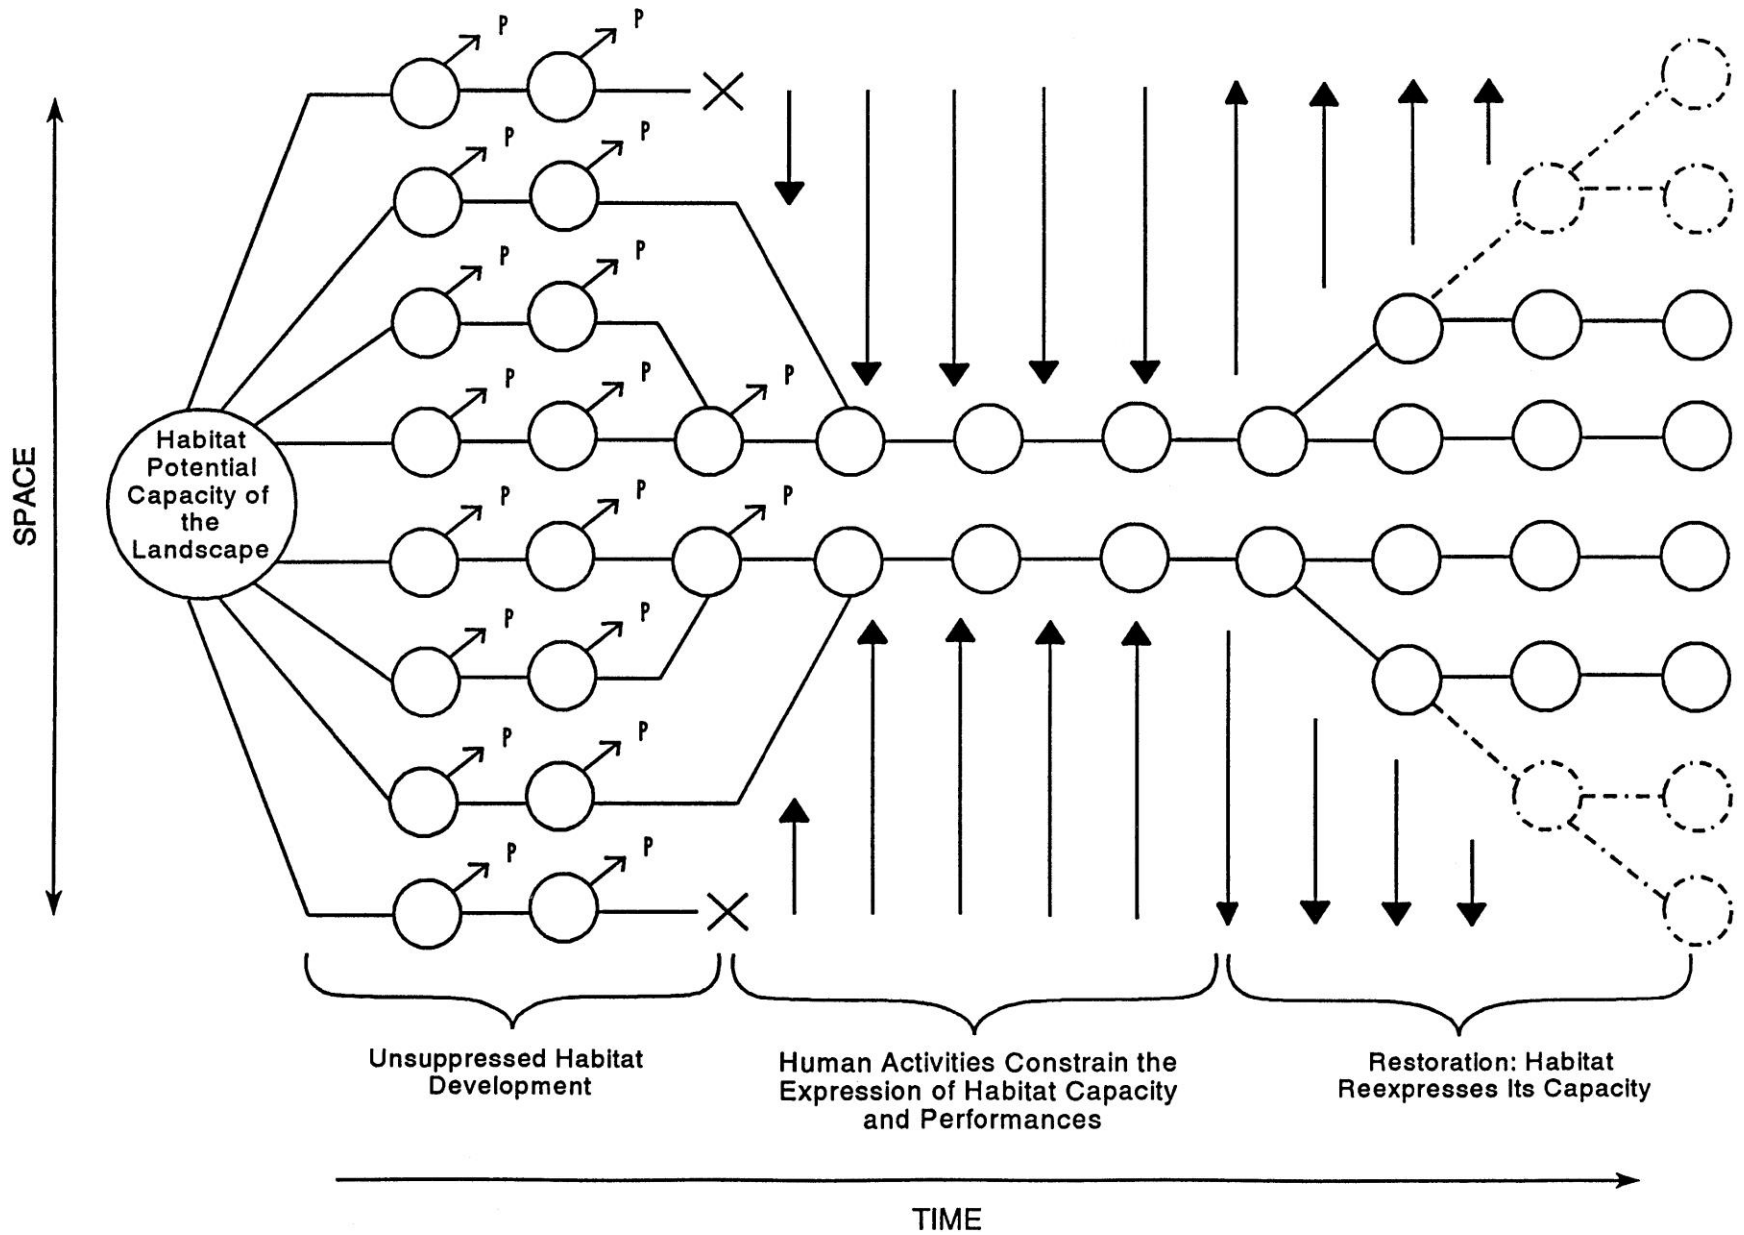 P P
P P
P P
P P P
P P P
P P
P P
P P
SPACE
Habitat
Potential
Capacity of
the
Landscape
Unsuppressed Habitat
Development
Human Activities Constrain the
Expression of Habitat Capacity
and Performances
Restoration: Habitat
Reexpresses Its Capacity
TIME